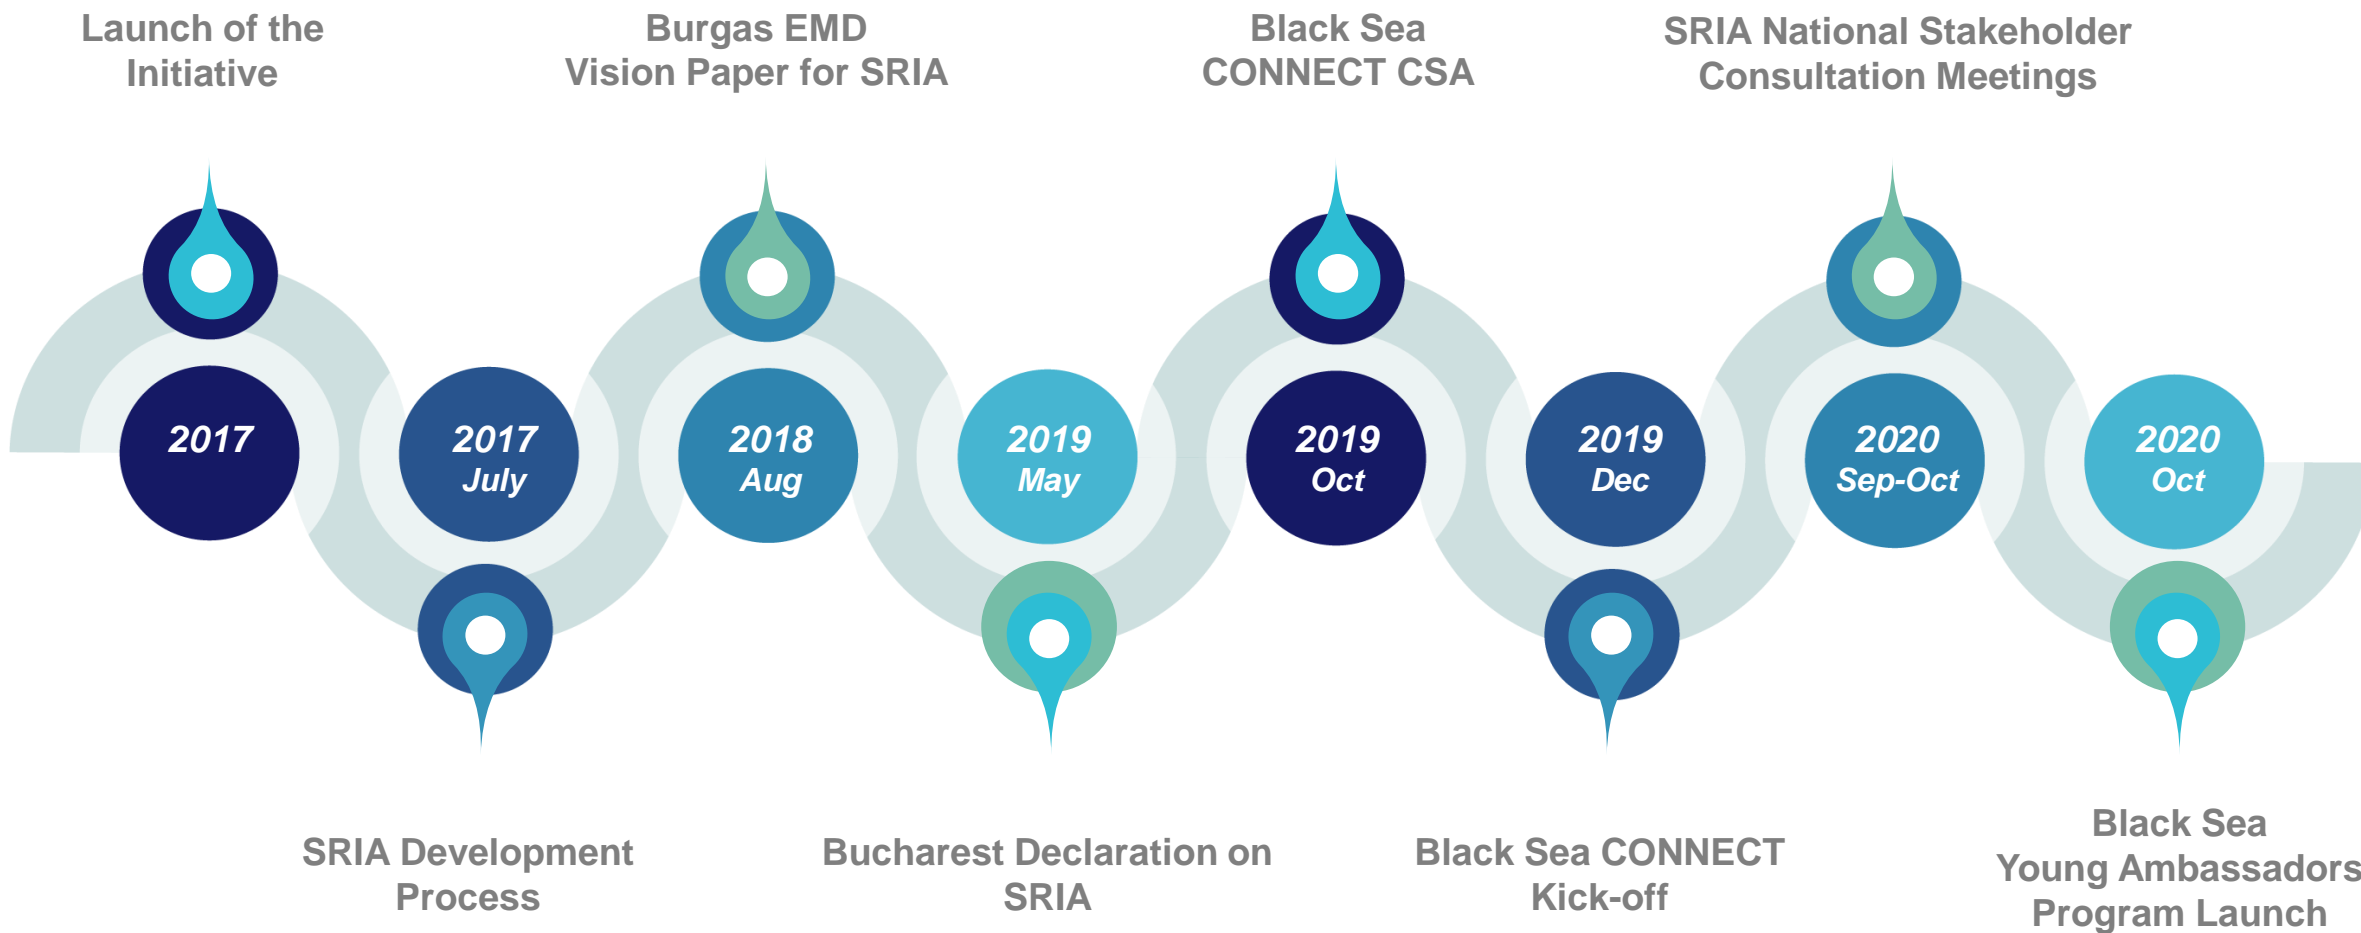 Launch of the
Initiative
Burgas EMD
Vision Paper for SRIA
Black Sea
CONNECT CSA
SRIA National Stakeholder
Consultation Meetings
2017
2017
July
2018
Aug
2019
May
2019
Oct
2019
Dec
2020
Sep-Oct
2020
Oct
SRIA Development
Process
Bucharest Declaration on
SRIA
Black Sea CONNECT
Kick-off
Black Sea
Young Ambassadors
Program Launch